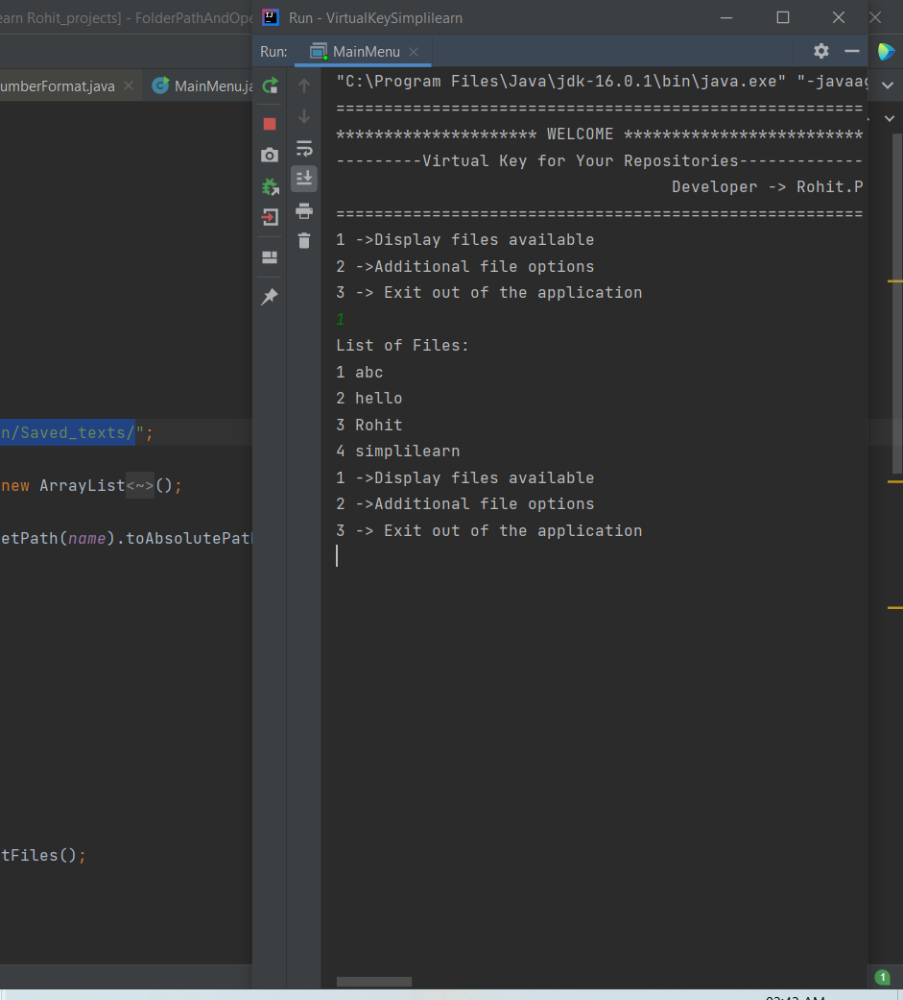 earn Rohit_projects] - FolderPathAndOpe
Run - VirtualKeySimplilearn
Run: MainMenu
umberFormat.java
MainMenu.ja
"C:\Program Files\Java\jdk-16.0.1\bin\java.exe" "-javaag
=======================================================
********************* WELCOME *************************
---------Virtual Key for Your Repositories-------------
Developer -> Rohit.P
=======================================================
1 ->Display files available
2 ->Additional file options
3 -> Exit out of the application
1
List of Files:
1 abc
2 hello
3 Rohit
4 simplilearn
1 ->Display files available
2 ->Additional file options
3 -> Exit out of the application
n/Saved_texts/";
new ArrayList<~>();
etPath(name).toAbsolutePath
tFiles();
1